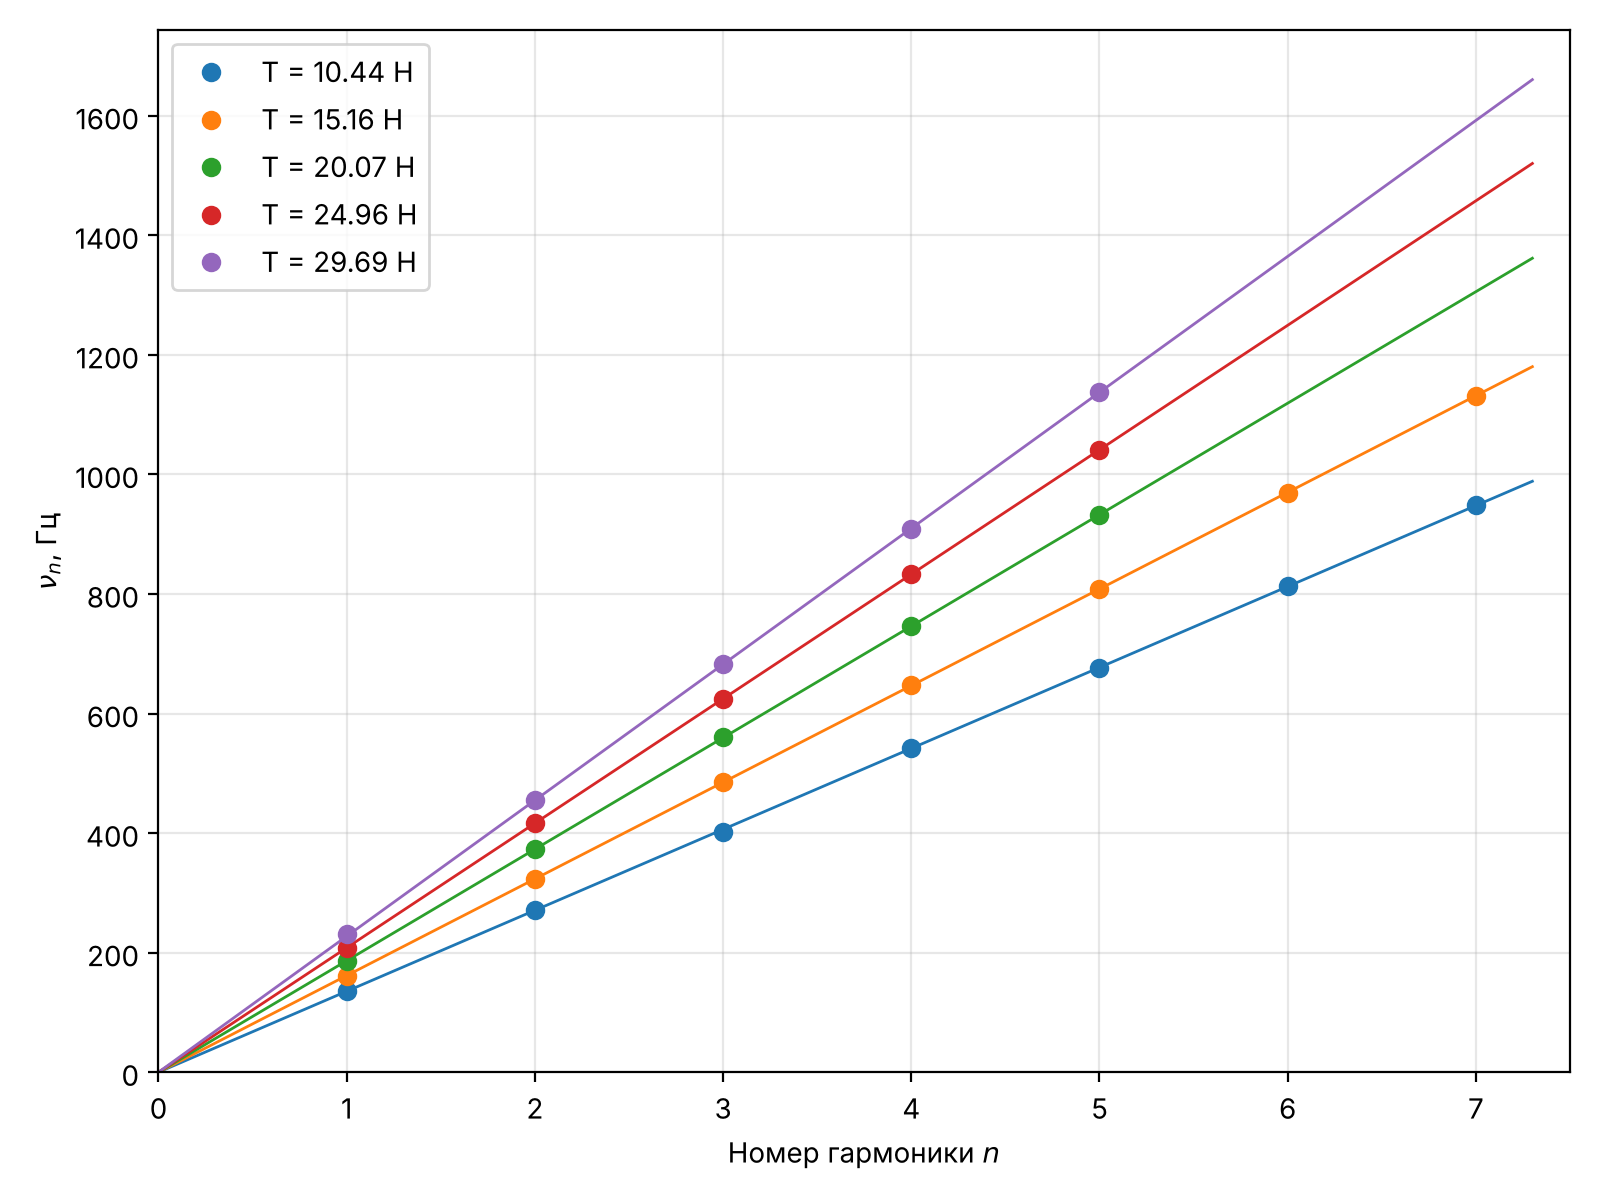 T = 10.44 Н
T = 15.16 Н
T = 20.07 Н
T = 24.96 Н
T = 29.69 Н
1600
1400
1200
1000
800
600
400
200
0
νn, Гц
0 1 2 3 4 5 6 7
Номер гармоники n